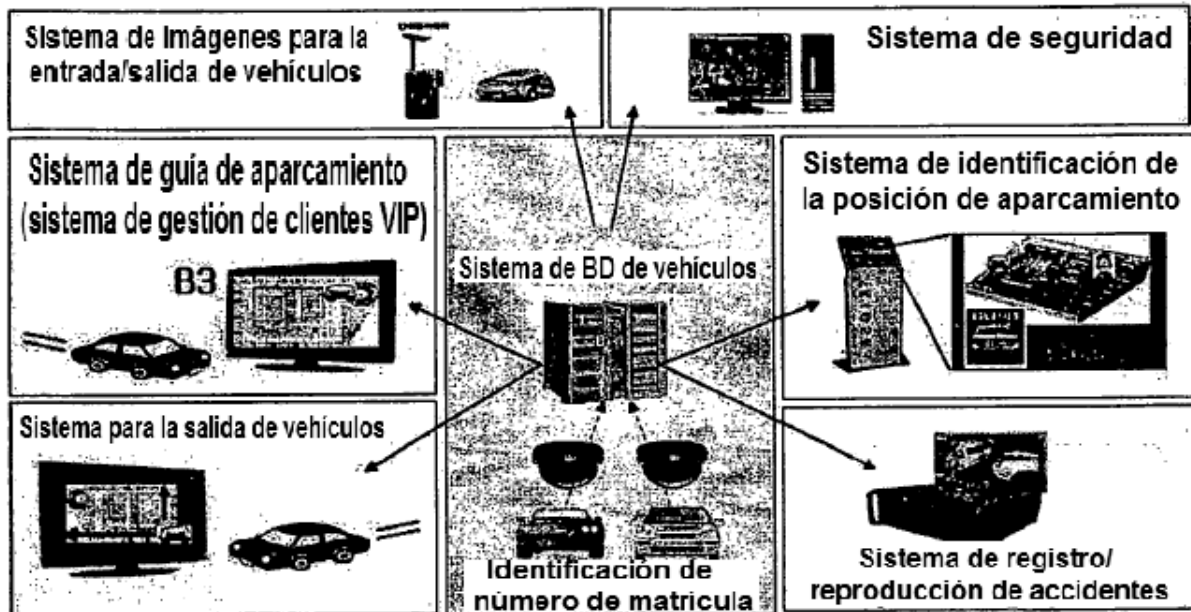 Sistema de Imágenes para la
entrada/salida de vehículos
Sistema de seguridad
Sistema de guía de aparcamiento
(sistema de gestión de clientes VIP)
B3
Sistema de BD de vehículos
Sistema de identificación de
la posición de aparcamiento
Sistema para la salida de vehículos
Identificación de
número de matricula
Sistema de registro/
reproducción de accidentes